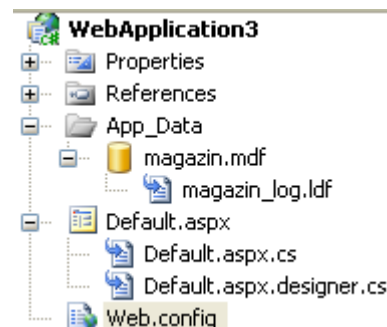 WebApplication3
Properties
References
App_Data
magazin.mdf
magazin_log.ldf
Default.aspx
Default.aspx.cs
Default.aspx.designer.cs
Web.config